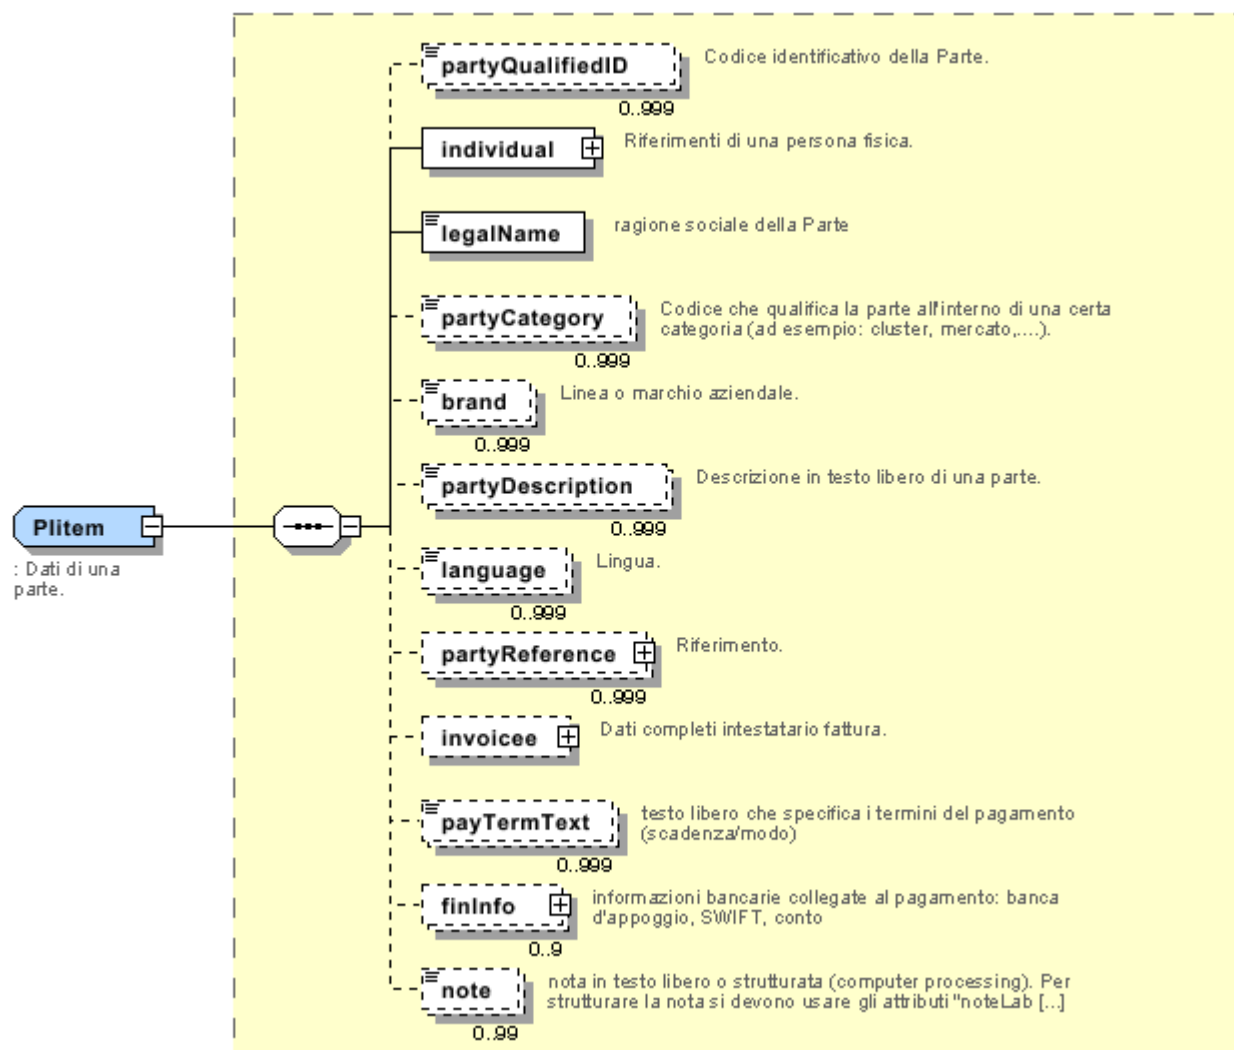 partyQualifiedID
Codice identificativo della Parte.
0..999
individual
Riferimenti di una persona fisica.
legalName
ragione sociale della Parte
partyCategory
Codice che qualifica la parte all'interno di una certa
categoria (ad esempio: cluster, mercato,....).
0..999
brand
Linea o marchio aziendale.
0..999
partyDescription
Descrizione in testo libero di una parte.
0..999
PIitem
: Dati di una
parte.
language
Lingua.
0..999
partyReference
Riferimento.
0..999
invoicee
Dati completi intestatario fattura.
payTermText
testo libero che specifica i termini del pagamento
(scadenza/modo)
0..999
finInfo
informazioni bancarie collegate al pagamento: banca
d'appoggio, SWIFT, conto
0..9
note
nota in testo libero o strutturata (computer processing). Per
strutturare la nota si devono usare gli attributi "noteLab [...]
0..99